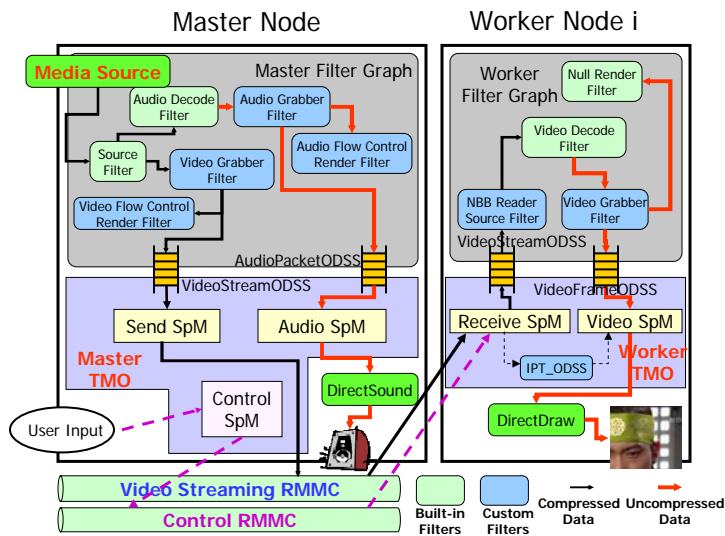 Master Node
Worker Node i
Media Source
Master Filter Graph
Audio Decode
Filter
Audio Grabber
Filter
Audio Flow Control
Render Filter
Source
Filter
Video Grabber
Filter
Video Flow Control
Render Filter
AudioPacketODSS
VideoStreamODSS
Send SpM
Audio SpM
Master
TMO
Control
SpM
User Input
DirectSound
Worker
Filter Graph
Null Render
Filter
Video Decode
Filter
NBB Reader
Source Filter
Video Grabber
Filter
VideoStreamODSS
VideoFrameODSS
Receive SpM
Video SpM
IPT_ODSS
Worker
TMO
DirectDraw
Video Streaming RMMC
Control RMMC
Built-in
Filters
Custom
Filters
Compressed
Data
Uncompressed
Data